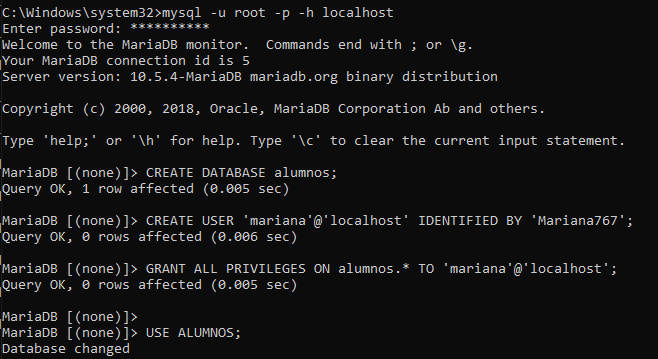 C:\Windows\system32>mysql -u root -p -h localhost
Enter password: **********
Welcome to the MariaDB monitor.  Commands end with ; or \g.
Your MariaDB connection id is 5
Server version: 10.5.4-MariaDB mariadb.org binary distribution
Copyright (c) 2000, 2018, Oracle, MariaDB Corporation Ab and others.
Type 'help;' or '\h' for help. Type '\c' to clear the current input statement.
MariaDB [(none)]> CREATE DATABASE alumnos;
Query OK, 1 row affected (0.005 sec)
MariaDB [(none)]> CREATE USER 'mariana'@'localhost' IDENTIFIED BY 'Mariana767';
Query OK, 0 rows affected (0.006 sec)
MariaDB [(none)]> GRANT ALL PRIVILEGES ON alumnos.* TO 'mariana'@'localhost';
Query OK, 0 rows affected (0.005 sec)
MariaDB [(none)]>
MariaDB [(none)]> USE ALUMNOS;
Database changed